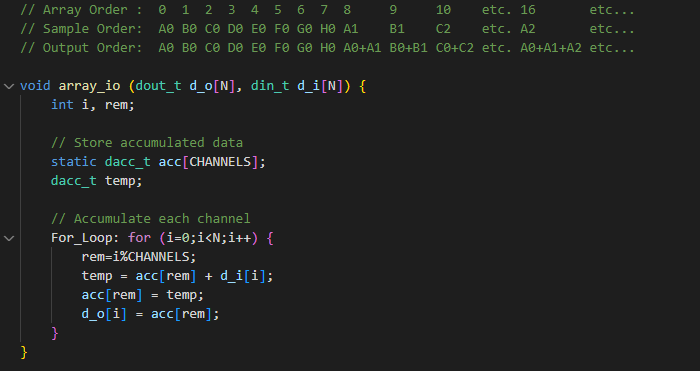 // Array Order :  0  1  2  3  4  5  6  7  8     9     10    etc. 16       etc...
// Sample Order:  A0 B0 C0 D0 E0 F0 G0 H0 A1    B1    C2    etc. A2       etc...
// Output Order:  A0 B0 C0 D0 E0 F0 G0 H0 A0+A1 B0+B1 C0+C2 etc. A0+A1+A2 etc...
void array_io (dout_t d_o[N], din_t d_i[N]) {
    int i, rem;
    // Store accumulated data
    static dacc_t acc[CHANNELS];
    dacc_t temp;
    // Accumulate each channel
    For_Loop: for (i=0;i<N;i++) {
        rem=i%CHANNELS;
        temp = acc[rem] + d_i[i];
        acc[rem] = temp;
        d_o[i] = acc[rem];
    }
}